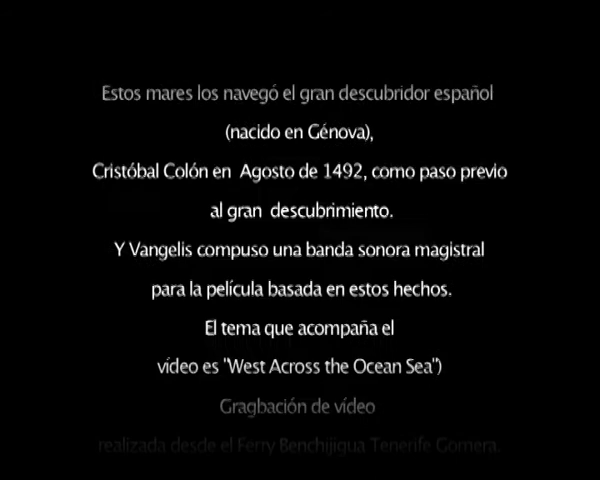 Estos mares los navegó el gran descubridor español
(nacido en Génova),
Cristóbal Colón en Agosto de 1492, como paso previo
al gran descubrimiento.
Y Vangelis compuso una banda sonora magistral
para la película basada en estos hechos.
El tema que acompaña el
vídeo es "West Across the Ocean Sea")
Gragbación de vídeo
realizada desde el Ferry Benchijigua Tenerife Gomera.